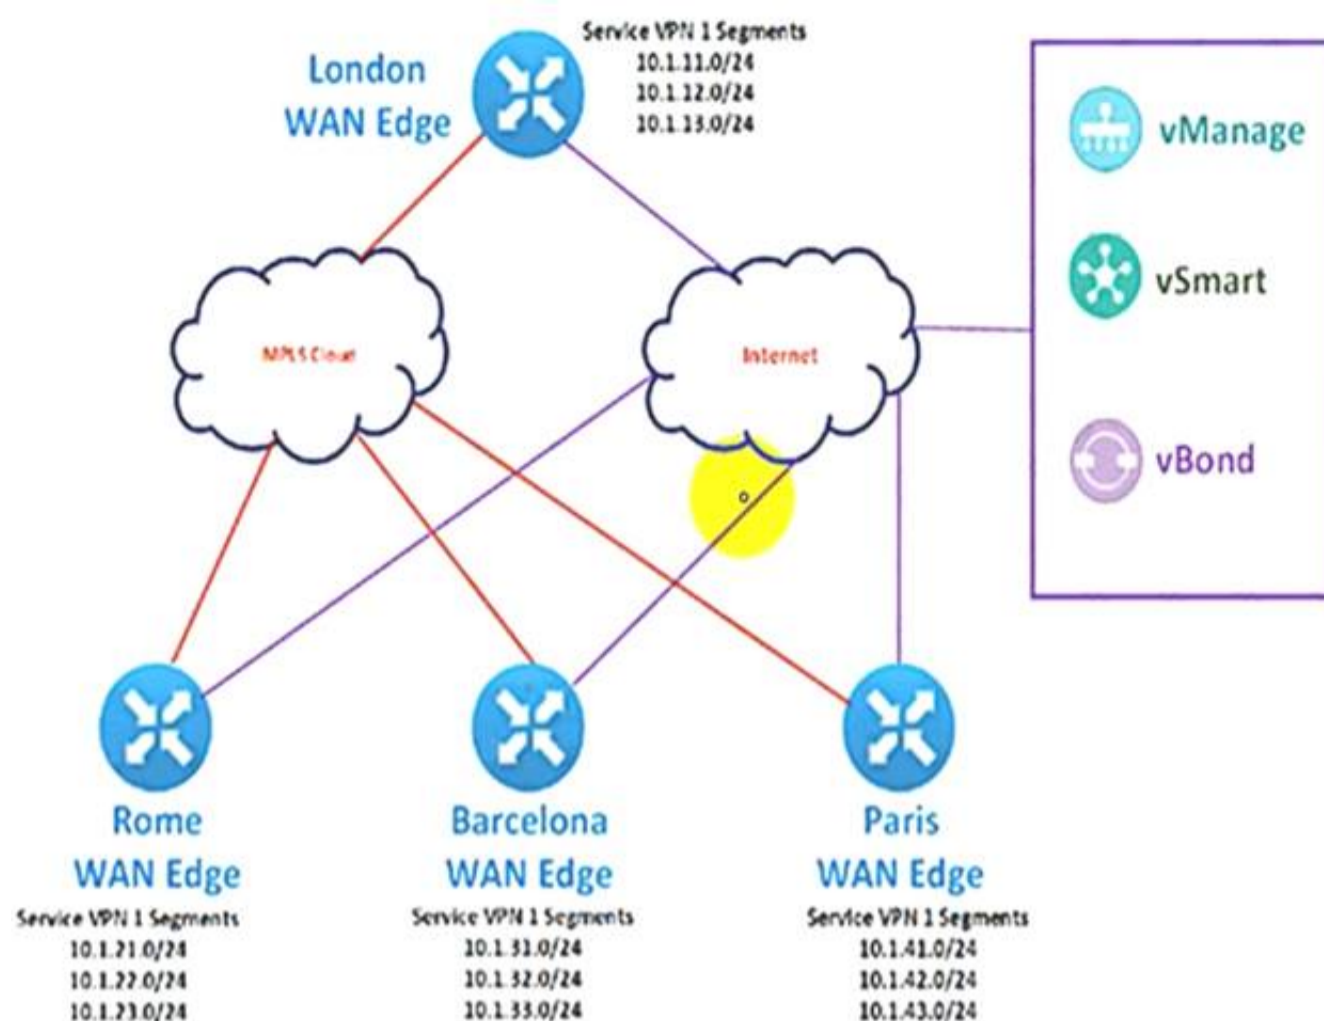 Service VPN 1 Segments
10.1.11.0/24
10.1.12.0/24
10.1.13.0/24
London
WAN Edge
vManage
vSmart
vBond
MPLS Cloud
Internet
Rome
WAN Edge
Service VPN 1 Segments
10.1.21.0/24
10.1.22.0/24
10.1.23.0/24
Barcelona
WAN Edge
Service VPN 1 Segments
10.1.31.0/24
10.1.32.0/24
10.1.33.0/24
Paris
WAN Edge
Service VPN 1 Segments
10.1.41.0/24
10.1.42.0/24
10.1.43.0/24